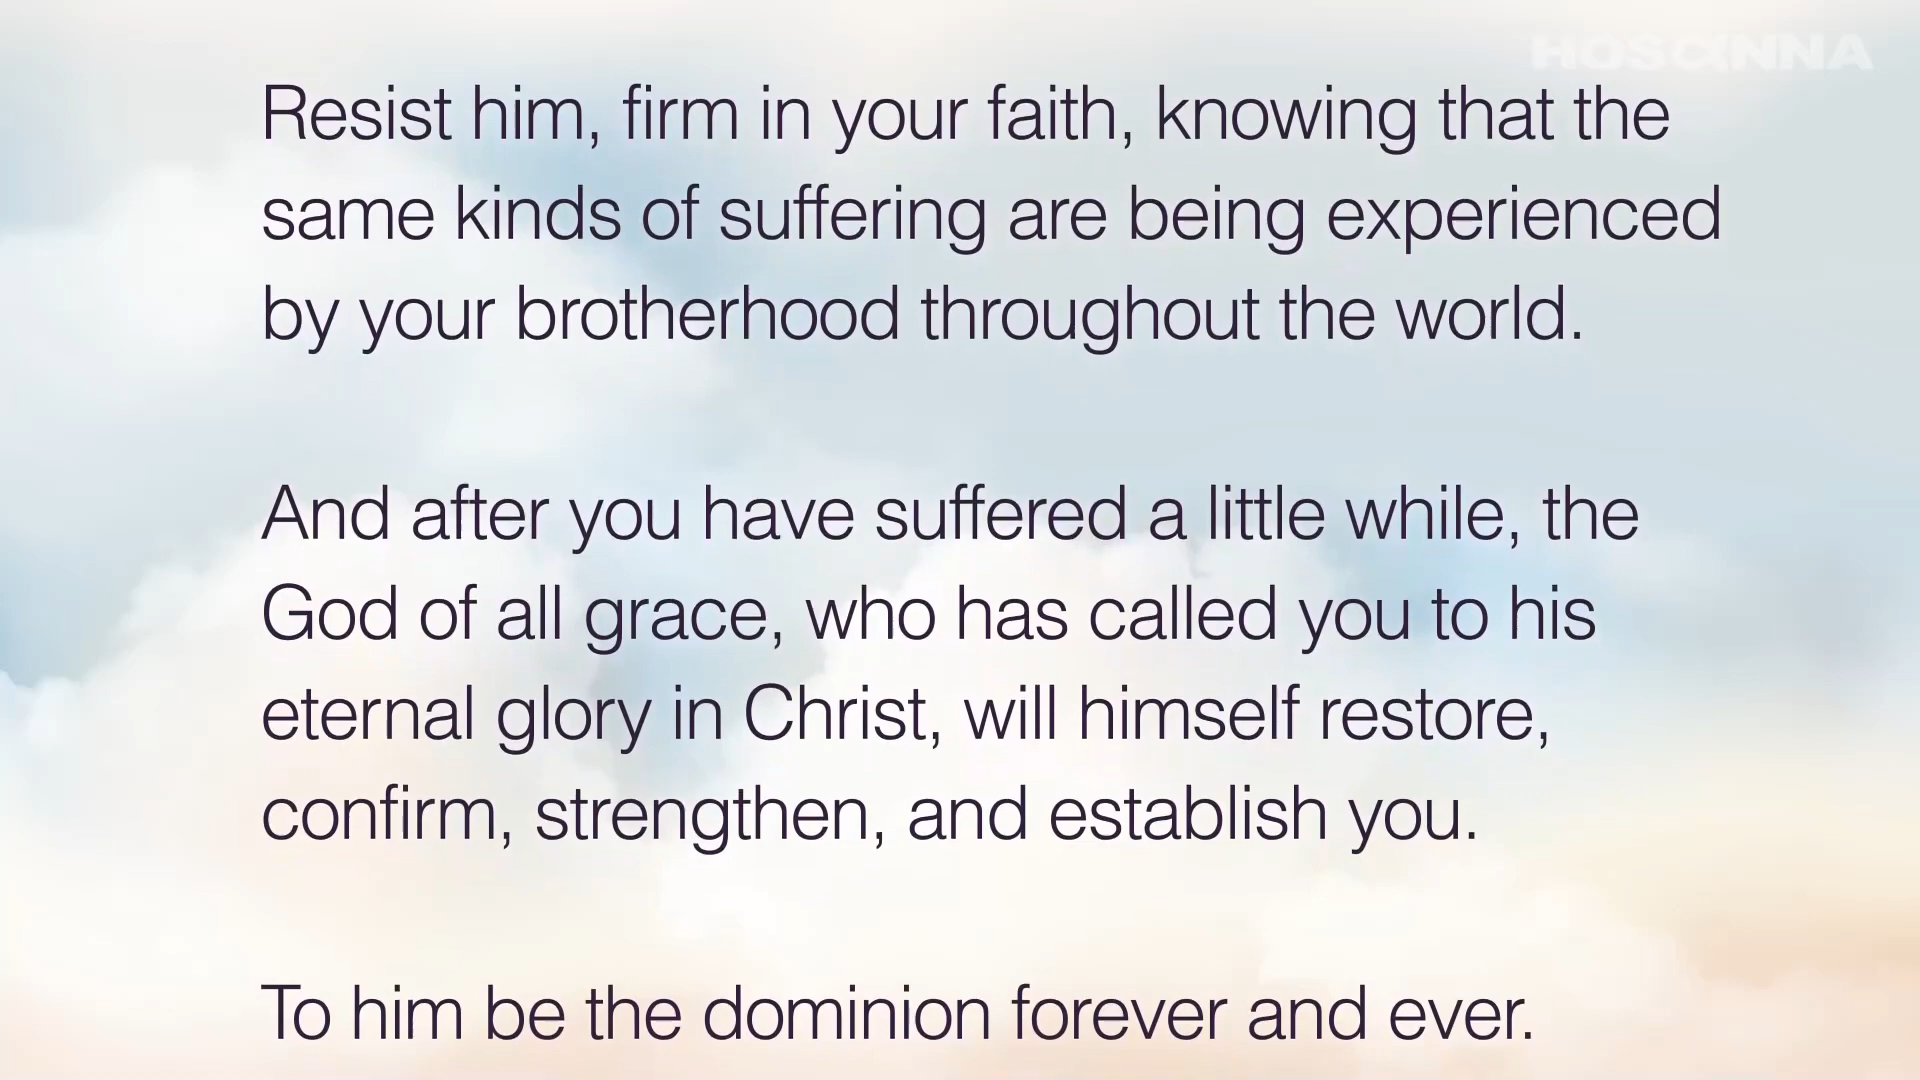 HOSANNA
Resist him, firm in your faith, knowing that the
same kinds of suffering are being experienced
by your brotherhood throughout the world.
And after you have suffered a little while, the
God of all grace, who has called you to his
eternal glory in Christ, will himself restore,
confirm, strengthen, and establish you.
To him be the dominion forever and ever.